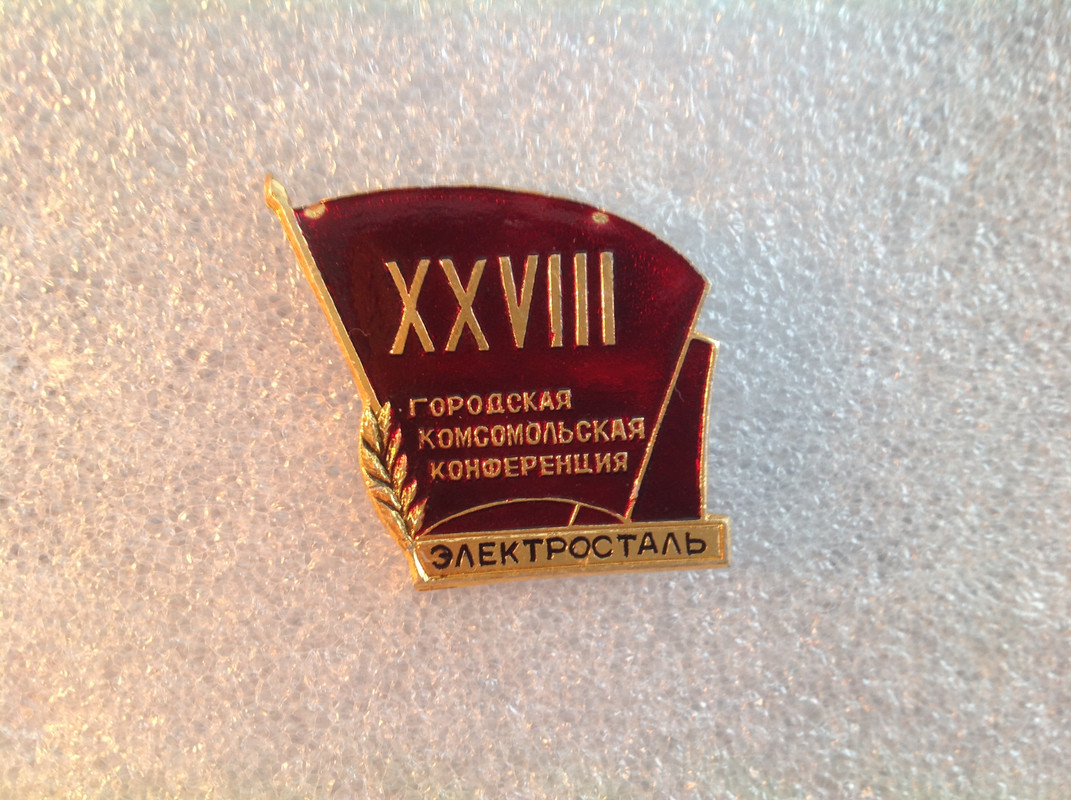 XXVIII
ГОРОДСКАЯ
КОМСОМОЛЬСКАЯ
КОНФЕРЕНЦИЯ
ЭЛЕКТРОСТАЛЬ